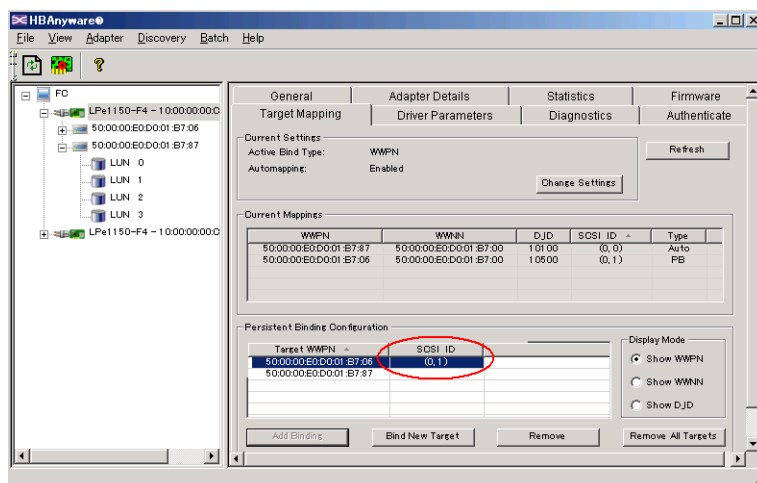 HBAnyware®
File View Adapter Discovery Batch Help
?
FC
LPe1150-F4 - 10:00:00:00:C
50:00:00:E0:D0:01:B7:06
50:00:00:E0:D0:01:B7:87
LUN 0
LUN 1
LUN 2
LUN 3
LPe1150-F4 - 10:00:00:00:C
General Adapter Details Statistics Firmware
Target Mapping Driver Parameters Diagnostics Authenticate
Current Settings
Active Bind Type: WWPN
Automapping: Enabled
Refresh
Change Settings
Current Mappings
WWPN WWNN D_ID SCSI ID Type
50:00:00:E0:D0:01:B7:87 50:00:00:E0:D0:01:B7:00 10100 (0, 0) Auto
50:00:00:E0:D0:01:B7:06 50:00:00:E0:D0:01:B7:00 10500 (0, 1) PB
Persistent Binding Configuration
Target WWPN SCSI ID
50:00:00:E0:D0:01:B7:06 (0, 1)
50:00:00:E0:D0:01:B7:87
Display Mode
Show WWPN
Show WWNN
Show D_ID
Add Binding Bind New Target Remove Remove All Targets